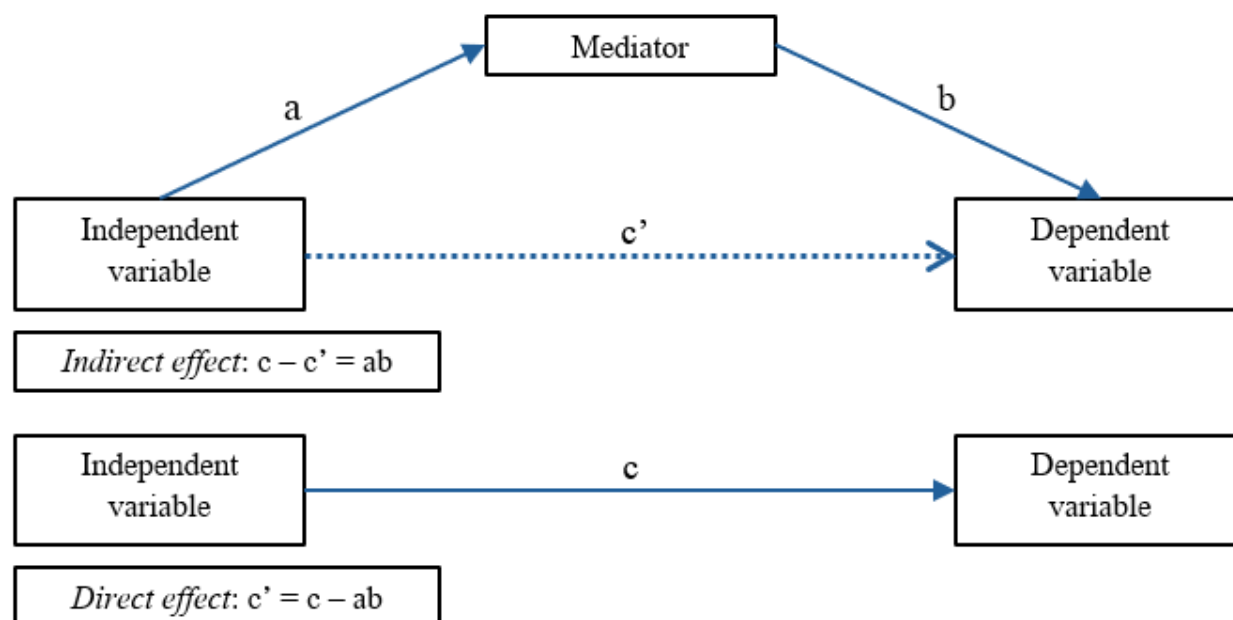 Mediator
a
b
Independent
variable
c’
Dependent
variable
Indirect effect: c – c’ = ab
Independent
variable
c
Dependent
variable
Direct effect: c’ = c – ab